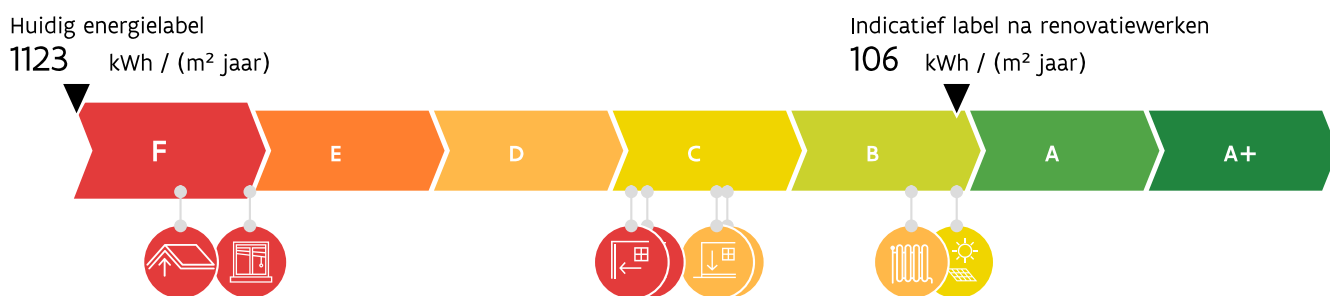 Huidig energielabel
1123 kWh / (m² jaar)
Indicatief label na renovatiewerken
106 kWh / (m² jaar)
F E D C B A A+